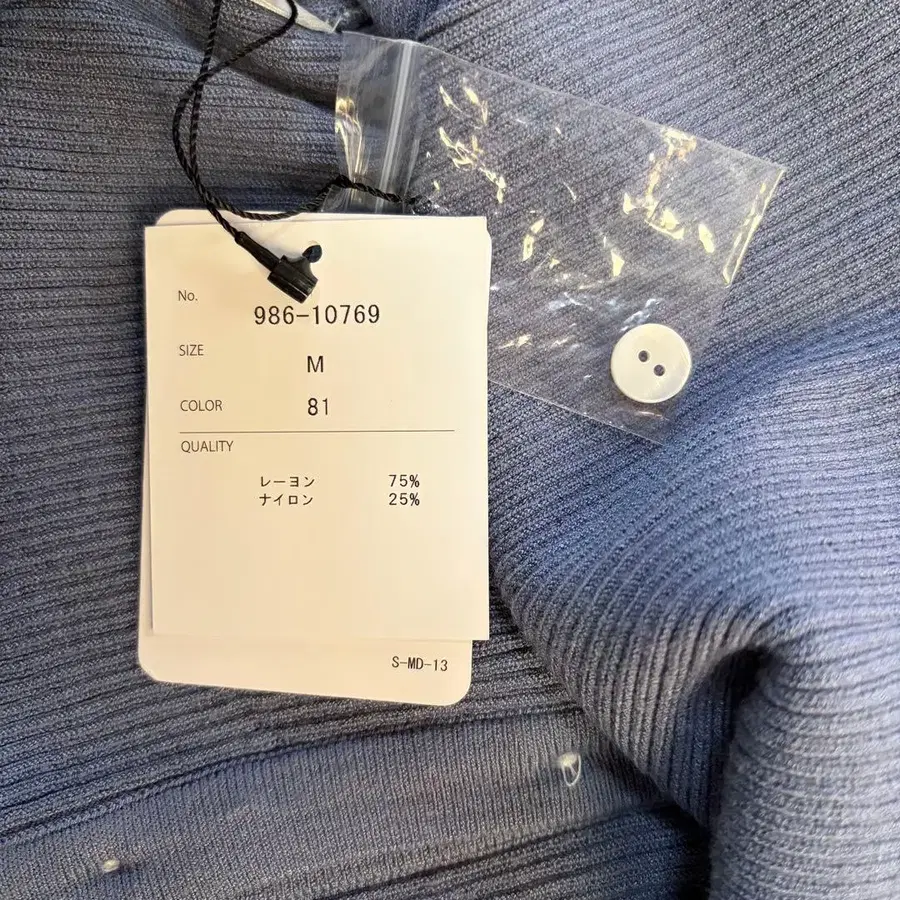 No.
986-10769
SIZE
M
COLOR
81
QUALITY
レーヨン 75%
ナイロン 25%
S-MD-13